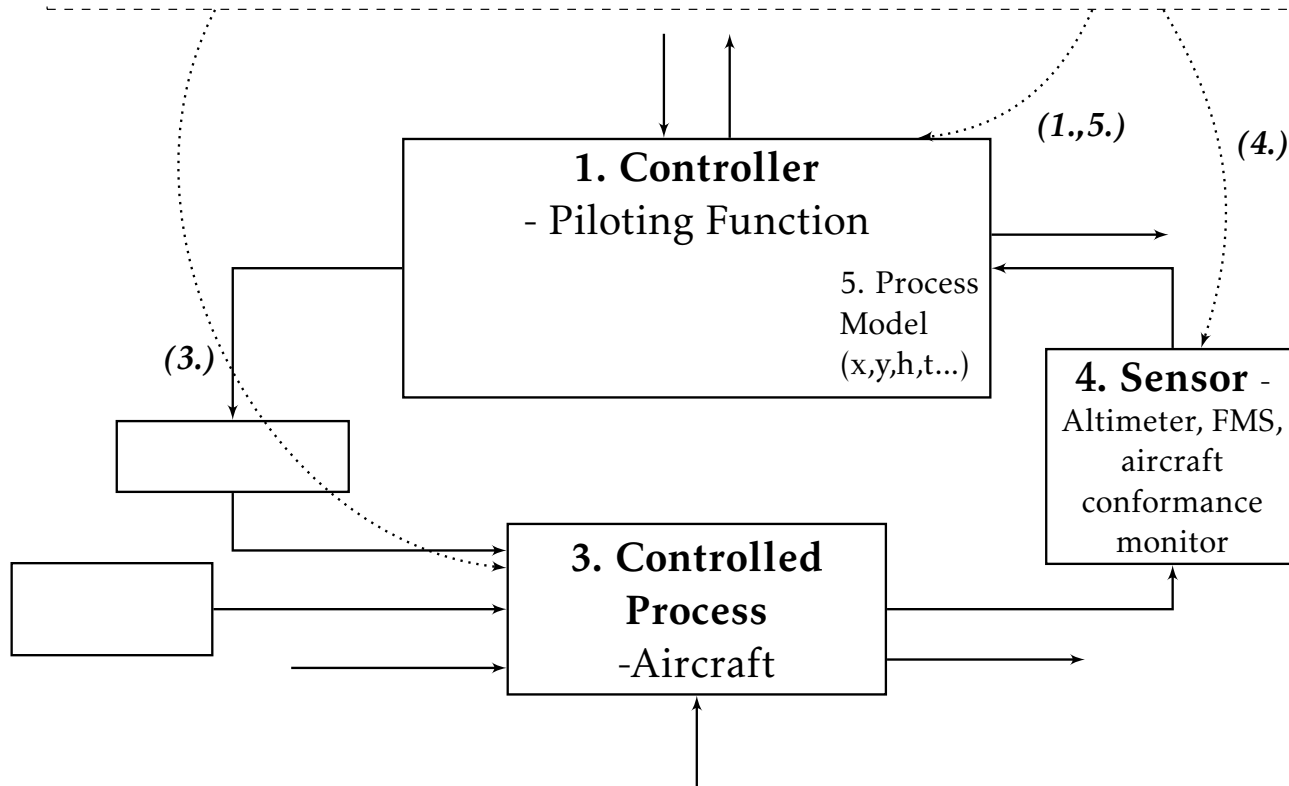 (1.,5.)
(4.)
1. Controller
- Piloting Function
5. Process
Model
(x,y,h,t...)
(3.)
4. Sensor -
Altimeter, FMS,
aircraft
conformance
monitor
3. Controlled
Process
-Aircraft